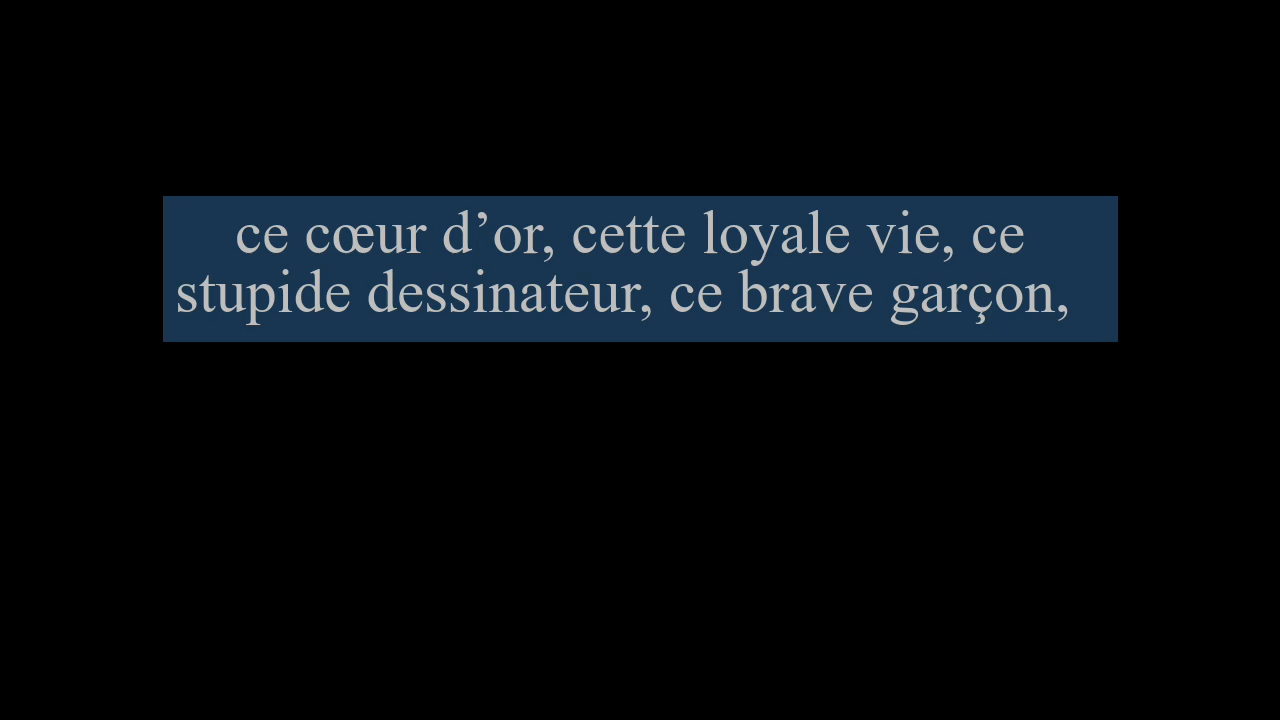 ce cœur d’or, cette loyale vie, ce
stupide dessinateur, ce brave garçon,